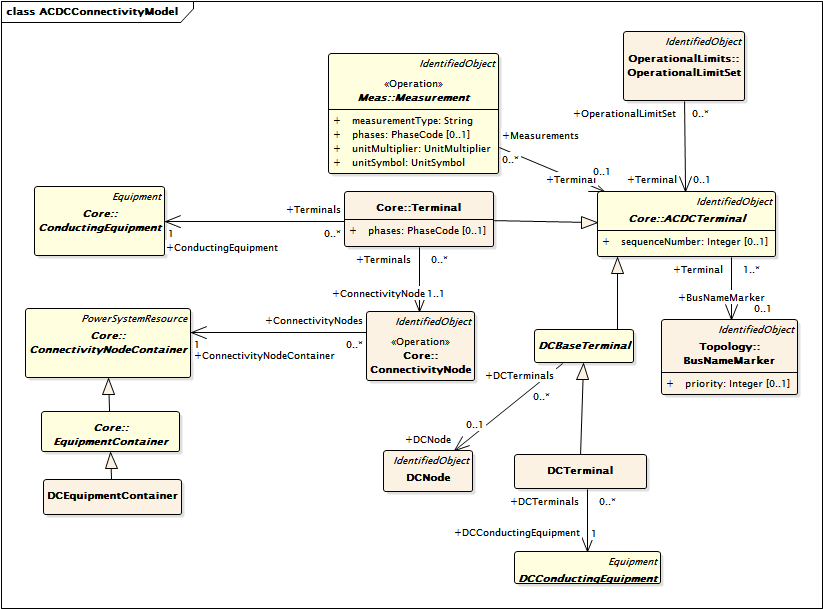 class ACDCConnectivityModel
IdentifiedObject
«Operation»
Meas::Measurement
+ measurementType: String
+ phases: PhaseCode [0..1]
+ unitMultiplier: UnitMultiplier
+ unitSymbol: UnitSymbol
IdentifiedObject
OperationalLimits::
OperationalLimitSet
+OperationalLimitSet 0..*
+Measurements
0..*
0..1
+Terminal
+Terminal 0..1
Equipment
Core::
ConductingEquipment
+Terminals
0..*
1
+ConductingEquipment
Core::Terminal
+ phases: PhaseCode [0..1]
IdentifiedObject
Core::ACDCTerminal
+ sequenceNumber: Integer [0..1]
+Terminals 0..*
+ConnectivityNode 1..1
+Terminal 1..*
+BusNameMarker
0..1
PowerSystemResource
Core::
ConnectivityNodeContainer
+ConnectivityNodes
0..*
1
+ConnectivityNodeContainer
IdentifiedObject
«Operation»
Core::
ConnectivityNode
DCBaseTerminal
IdentifiedObject
Topology::
BusNameMarker
+ priority: Integer [0..1]
+DCTerminals
0..*
0..1
+DCNode
Core::
EquipmentContainer
IdentifiedObject
DCNode
DCTerminal
DCEquipmentContainer
+DCTerminals 0..*
+DCConductingEquipment 1
Equipment
DCConductingEquipment